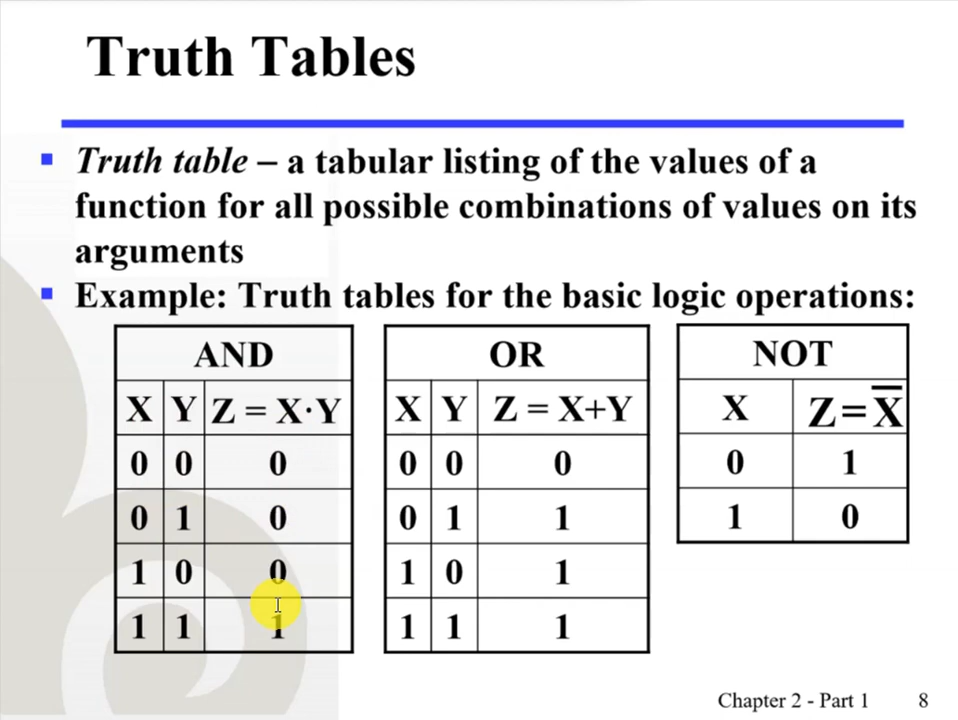 Truth Tables
Truth table – a tabular listing of the values of a
function for all possible combinations of values on its
arguments
Example: Truth tables for the basic logic operations:
AND
X Y Z = X·Y
0 0 0
0 1 0
1 0 0
1 1 1
OR
X Y Z = X+Y
0 0 0
0 1 1
1 0 1
1 1 1
NOT
X Z = X̅
0 1
1 0
Chapter 2 - Part 1 8